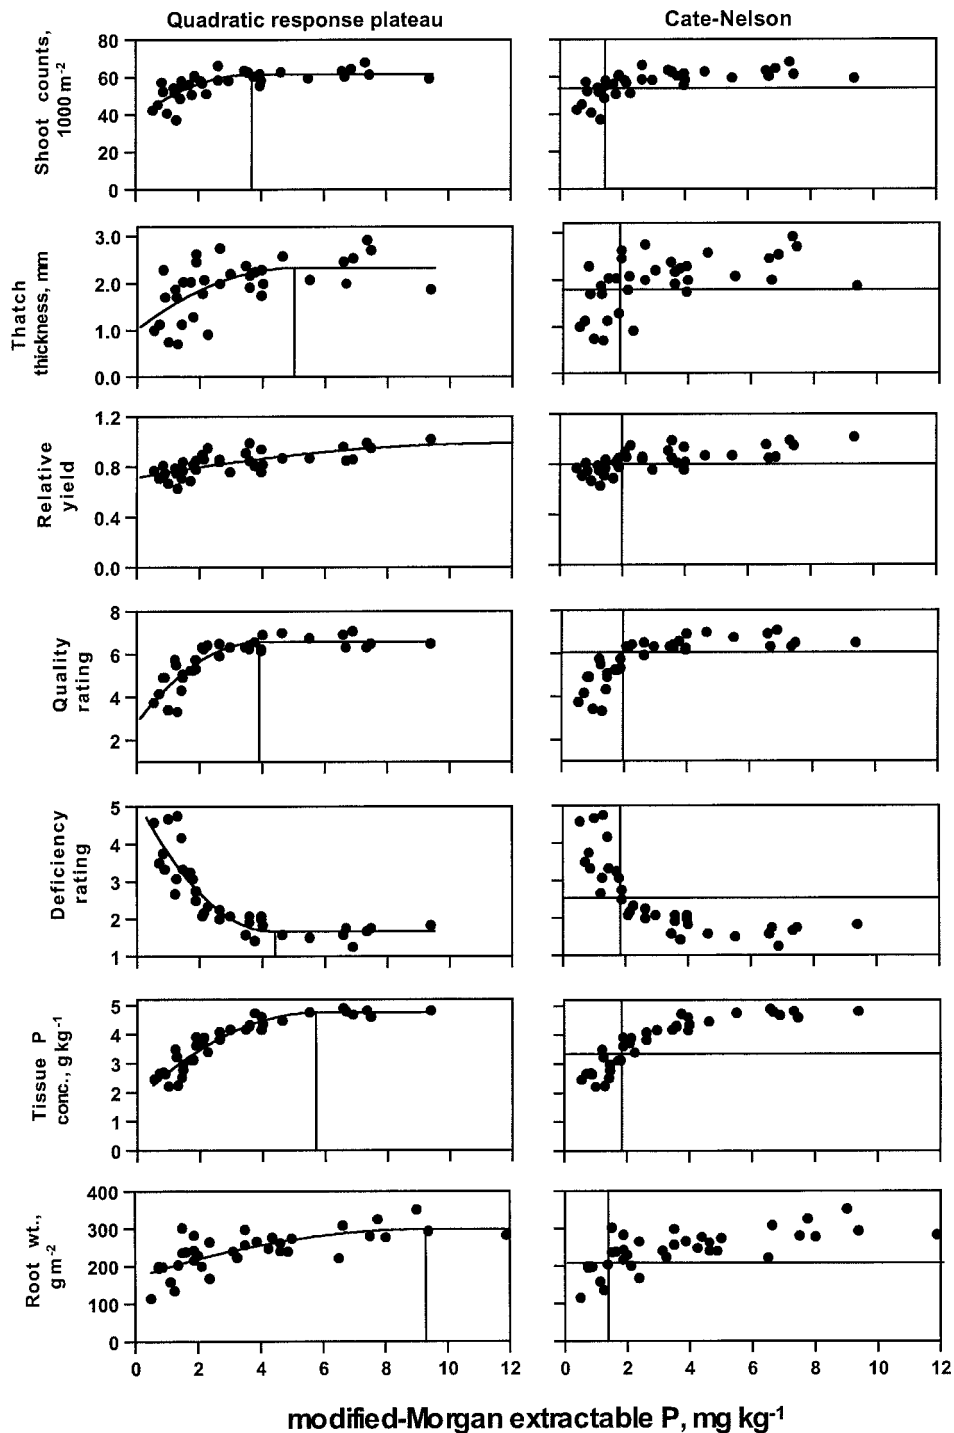 Quadratic response plateau
Cate-Nelson
Shoot counts,
1000 m-2
80
60
40
20
0
Thatch
thickness, mm
3.0
2.0
1.0
0.0
Relative
yield
1.2
0.8
0.4
0.0
Quality
rating
8
6
4
2
Deficiency
rating
5
4
3
2
1
Tissue P
conc., g kg-1
5
4
3
2
1
0
Root wt.,
g m-2
400
300
200
100
0
0 2 4 6 8 10 12
0 2 4 6 8 10 12
modified-Morgan extractable P, mg kg-1